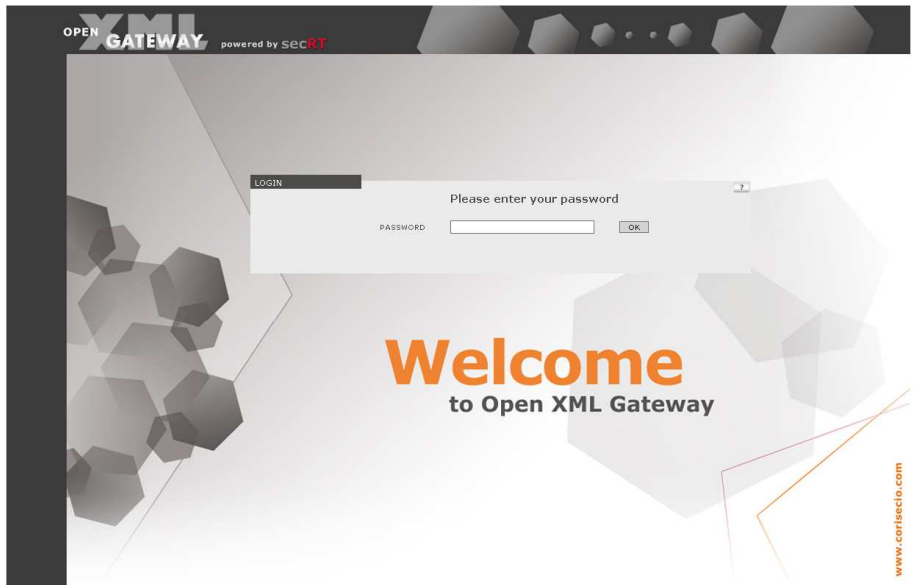 OPEN XML
GATEWAY powered by secRT
LOGIN
?
Please enter your password
PASSWORD
OK
Welcome
to Open XML Gateway
www.corisecio.com